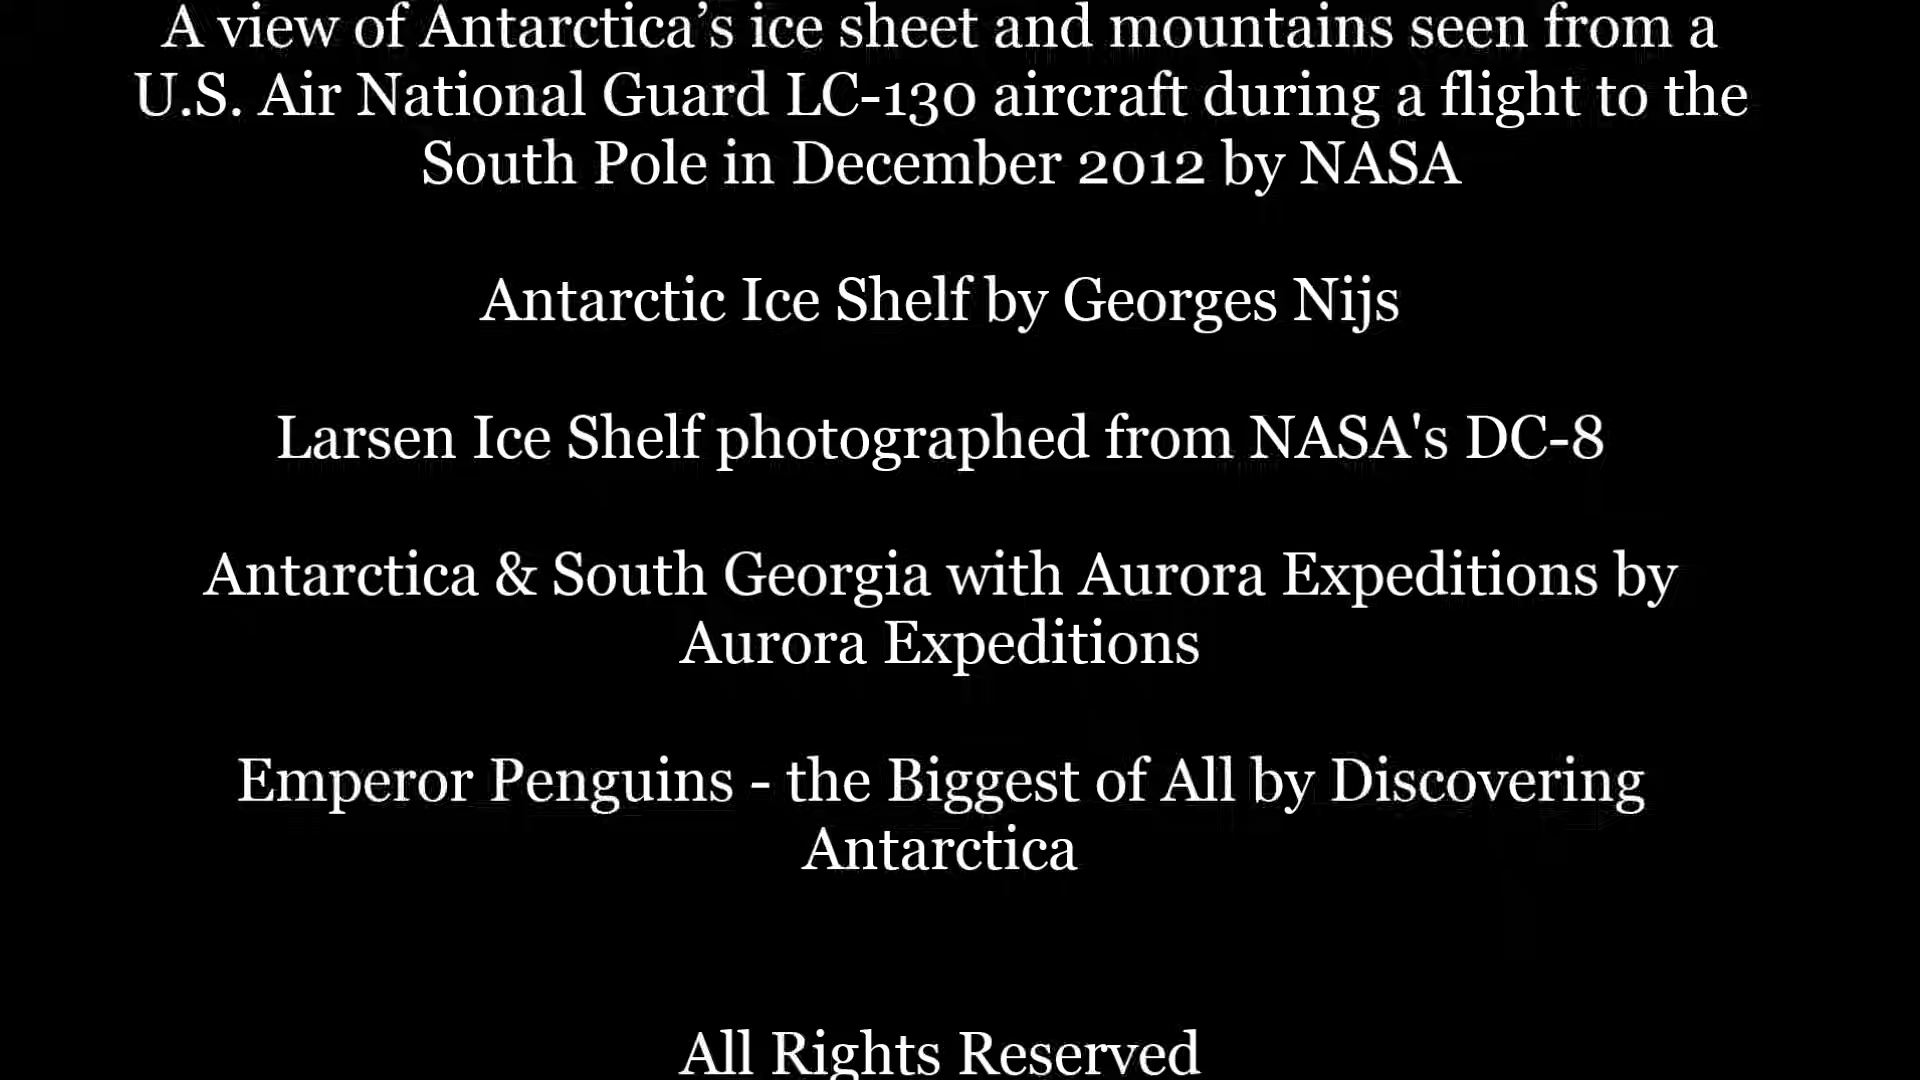 A view of Antarctica’s ice sheet and mountains seen from a
U.S. Air National Guard LC-130 aircraft during a flight to the
South Pole in December 2012 by NASA
Antarctic Ice Shelf by Georges Nijs
Larsen Ice Shelf photographed from NASA's DC-8
Antarctica & South Georgia with Aurora Expeditions by
Aurora Expeditions
Emperor Penguins - the Biggest of All by Discovering
Antarctica
All Rights Reserved